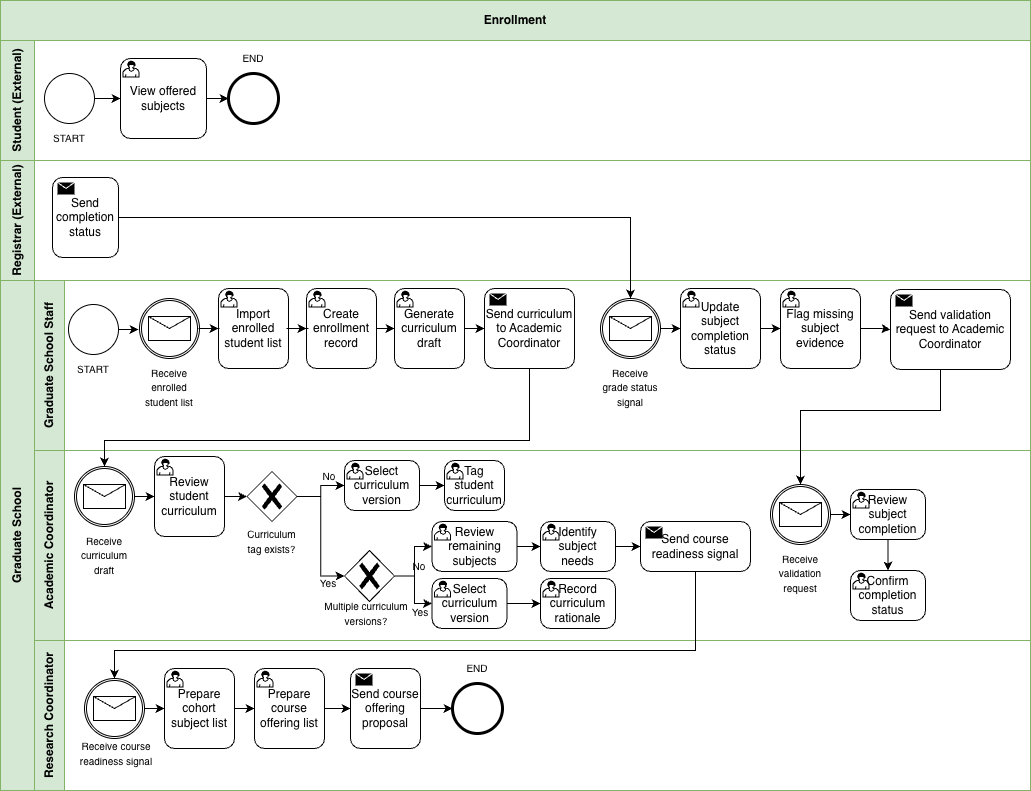 Enrollment
Student (External)
START
View offered
subjects
END
Registrar (External)
Send
completion
status
Graduate School
Graduate School Staff
START
Receive
enrolled
student list
Import
enrolled
student list
Create
enrollment
record
Generate
curriculum
draft
Send curriculum
to Academic
Coordinator
Receive
grade status
signal
Update
subject
completion
status
Flag missing
subject
evidence
Send validation
request to Academic
Coordinator
Academic Coordinator
Receive
curriculum
draft
Review
student
curriculum
Curriculum
tag exists?
No
Select
curriculum
version
Tag
student
curriculum
Yes
Multiple curriculum
versions?
No
Review
remaining
subjects
Identify
subject
needs
Send course
readiness signal
Yes
Select
curriculum
version
Record
curriculum
rationale
Receive
validation
request
Review
subject
completion
Confirm
completion
status
Research Coordinator
Receive course
readiness signal
Prepare
cohort
subject list
Prepare
course
offering list
Send course
offering
proposal
END